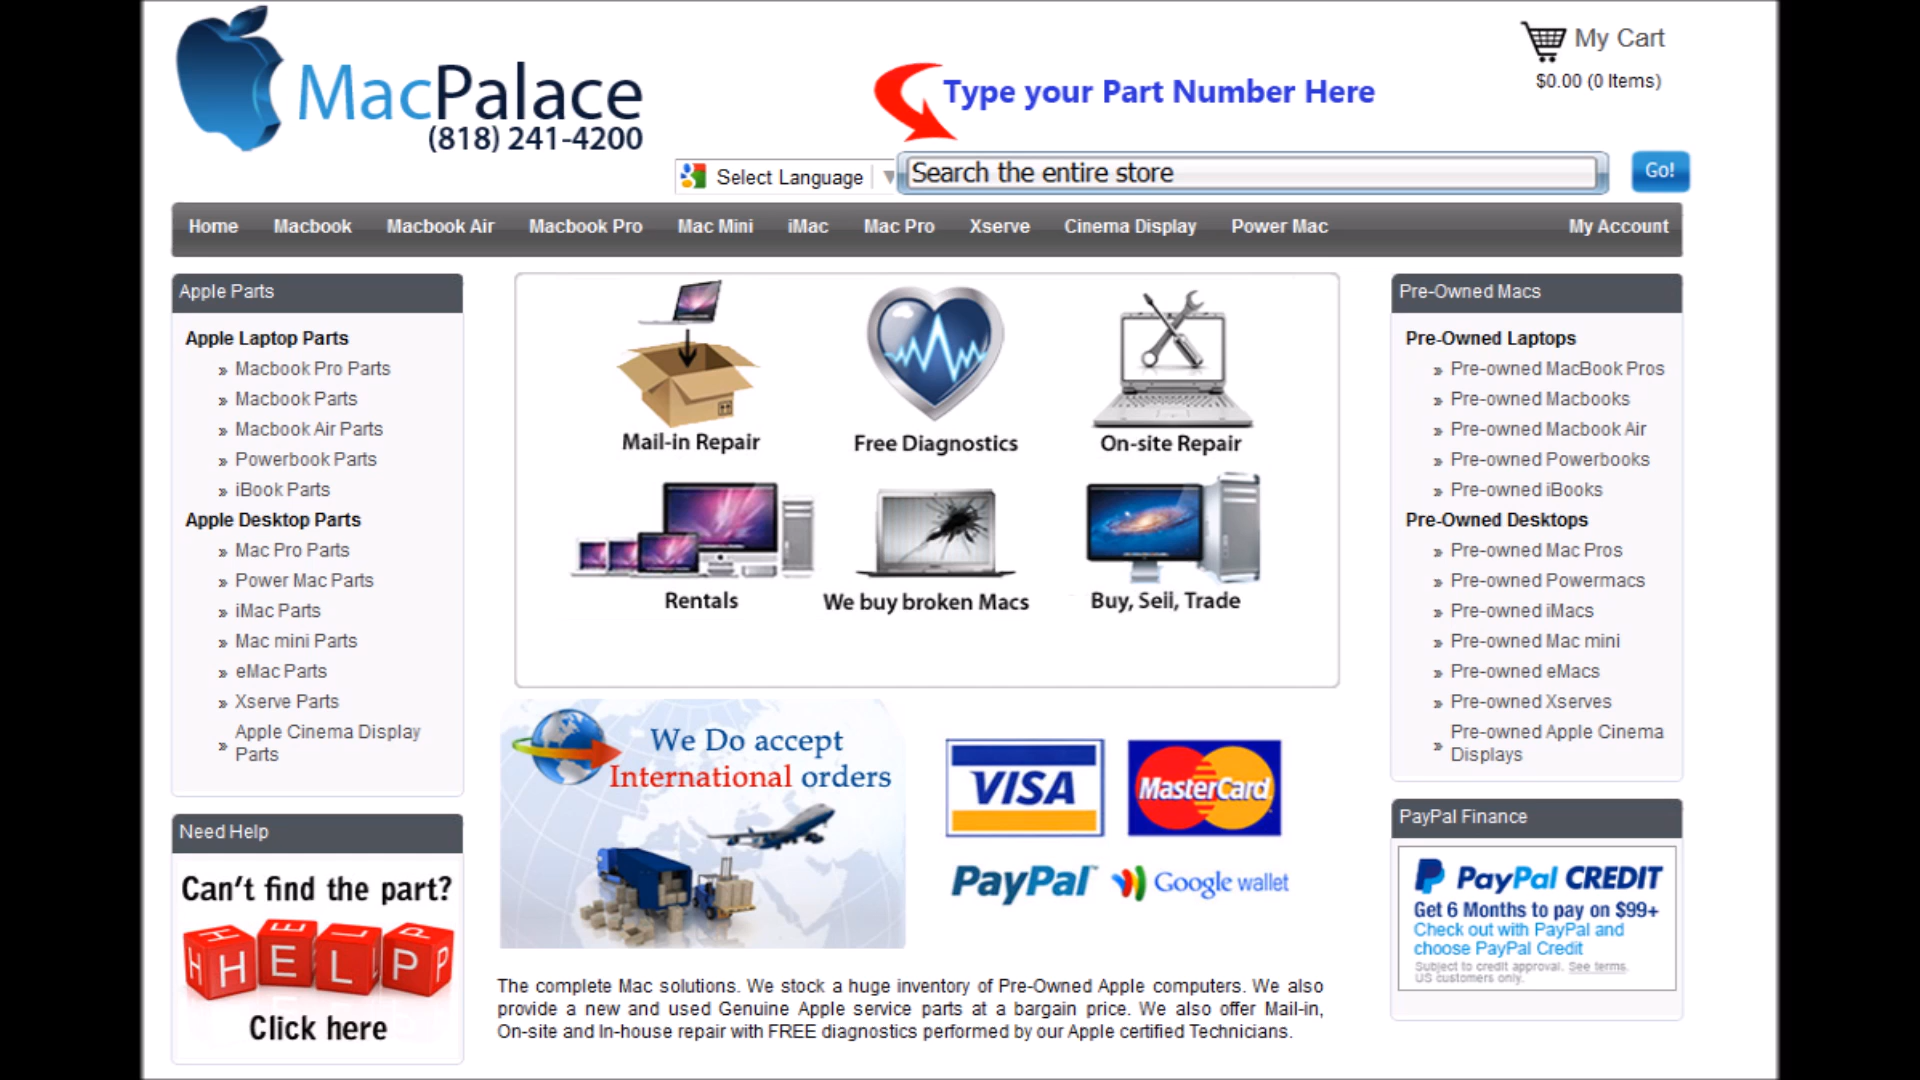 MacPalace
(818) 241-4200
Type your Part Number Here
My Cart
$0.00 (0 Items)
Select Language
Search the entire store
Go!
Home Macbook Macbook Air Macbook Pro Mac Mini iMac Mac Pro Xserve Cinema Display Power Mac My Account
Apple Parts
Apple Laptop Parts
» Macbook Pro Parts
» Macbook Parts
» Macbook Air Parts
» Powerbook Parts
» iBook Parts
Apple Desktop Parts
» Mac Pro Parts
» Power Mac Parts
» iMac Parts
» Mac mini Parts
» eMac Parts
» Xserve Parts
» Apple Cinema Display
Parts
Need Help
Can't find the part?
HELP
Click here
Mail-in Repair
Free Diagnostics
On-site Repair
Rentals
We buy broken Macs
Buy, Sell, Trade
We Do accept
International orders
VISA
MasterCard
PayPal
Google wallet
The complete Mac solutions. We stock a huge inventory of Pre-Owned Apple computers. We also
provide a new and used Genuine Apple service parts at a bargain price. We also offer Mail-in,
On-site and In-house repair with FREE diagnostics performed by our Apple certified Technicians.
Pre-Owned Macs
Pre-Owned Laptops
» Pre-owned MacBook Pros
» Pre-owned Macbooks
» Pre-owned Macbook Air
» Pre-owned Powerbooks
» Pre-owned iBooks
Pre-Owned Desktops
» Pre-owned Mac Pros
» Pre-owned Powermacs
» Pre-owned iMacs
» Pre-owned Mac mini
» Pre-owned eMacs
» Pre-owned Xserves
» Pre-owned Apple Cinema
Displays
PayPal Finance
PayPal CREDIT
Get 6 Months to pay on $99+
Check out with PayPal and
choose PayPal Credit
Subject to credit approval. See terms.
US customers only.